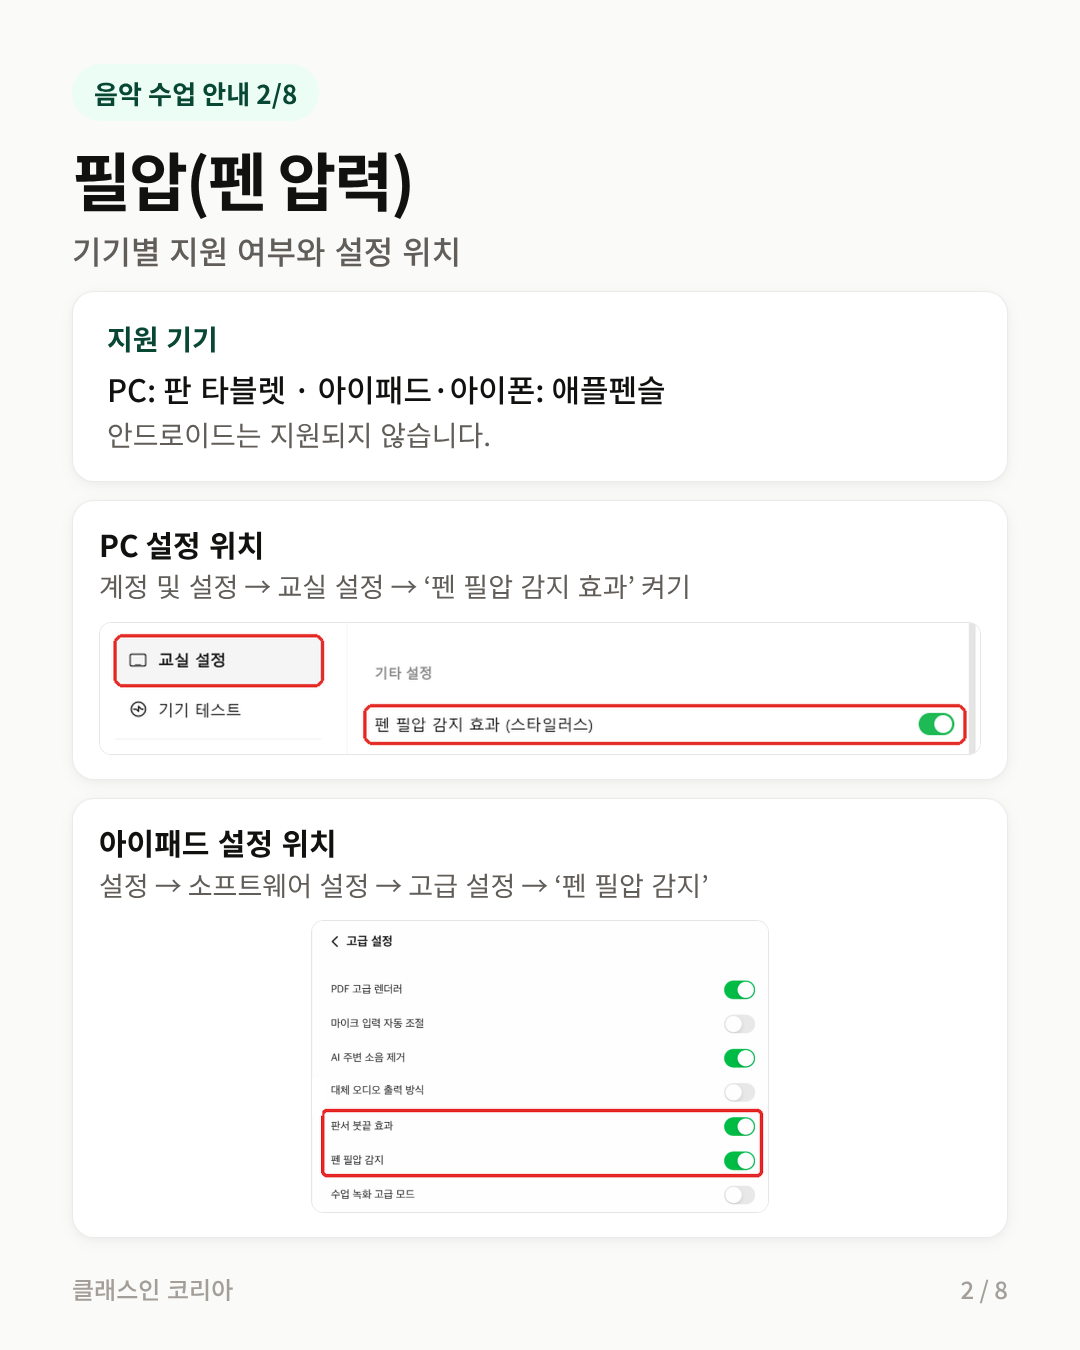 음악 수업 안내 2/8
필압(펜 압력)
기기별 지원 여부와 설정 위치
지원 기기
PC: 판 타블렛 · 아이패드·아이폰: 애플펜슬
안드로이드는 지원되지 않습니다.
PC 설정 위치
계정 및 설정 → 교실 설정 → ‘펜 필압 감지 효과’ 켜기
교실 설정
기기 테스트
기타 설정
펜 필압 감지 효과 (스타일러스)
아이패드 설정 위치
설정 → 소프트웨어 설정 → 고급 설정 → ‘펜 필압 감지’
고급 설정
PDF 고급 렌더러
마이크 입력 자동 조절
AI 주변 소음 제거
대체 오디오 출력 방식
판서 붓끝 효과
펜 필압 감지
수업 녹화 고급 모드
클래스인 코리아
2 / 8